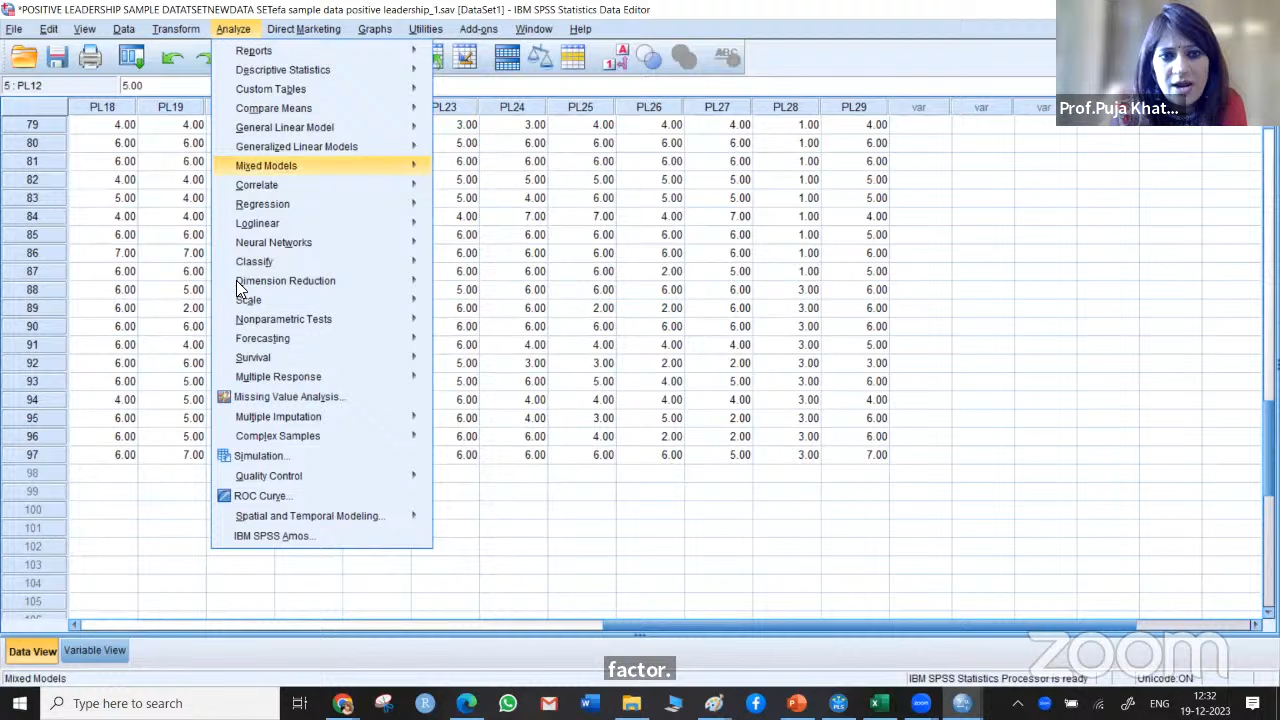 *POSITIVE LEADERSHIP SAMPLE DATATSETNEWDATA SETefa sample data positive leadership_1.sav [DataSet1] - IBM SPSS Statistics Data Editor
File Edit View Data Transform Analyze Direct Marketing Graphs Utilities Add-ons Window Help
5 : PL12 5.00
PL18 PL19 PL23 PL24 PL25 PL26 PL27 PL28 PL29 var var var
79 4.00 4.00 3.00 3.00 4.00 4.00 4.00 1.00 4.00
80 6.00 6.00 5.00 6.00 6.00 6.00 6.00 1.00 6.00
81 6.00 6.00 6.00 6.00 6.00 6.00 6.00 1.00 6.00
82 4.00 4.00 5.00 5.00 5.00 5.00 5.00 1.00 5.00
83 5.00 4.00 5.00 4.00 6.00 5.00 5.00 1.00 4.00
84 4.00 4.00 4.00 7.00 7.00 4.00 7.00 1.00 4.00
85 6.00 6.00 6.00 6.00 6.00 6.00 6.00 1.00 5.00
86 7.00 7.00 6.00 6.00 6.00 6.00 6.00 1.00 6.00
87 6.00 6.00 6.00 6.00 6.00 2.00 5.00 1.00 6.00
88 6.00 5.00 5.00 6.00 6.00 6.00 6.00 3.00 6.00
89 6.00 2.00 6.00 6.00 2.00 2.00 6.00 3.00 6.00
90 6.00 6.00 6.00 6.00 6.00 6.00 6.00 3.00 6.00
91 6.00 4.00 6.00 4.00 4.00 4.00 4.00 3.00 5.00
92 6.00 6.00 5.00 3.00 3.00 2.00 2.00 3.00 3.00
93 6.00 5.00 5.00 6.00 5.00 6.00 6.00 3.00 6.00
94 4.00 5.00 6.00 4.00 4.00 4.00 4.00 3.00 4.00
95 6.00 5.00 6.00 4.00 3.00 5.00 2.00 3.00 6.00
96 6.00 5.00 6.00 6.00 4.00 2.00 2.00 3.00 6.00
97 6.00 7.00 6.00 6.00 6.00 6.00 5.00 3.00 7.00
98
99
100
101
102
103
104
105
Reports
Descriptive Statistics
Custom Tables
Compare Means
General Linear Model
Generalized Linear Models
Mixed Models
Correlate
Regression
Loglinear
Neural Networks
Classify
Dimension Reduction
Scale
Nonparametric Tests
Forecasting
Survival
Multiple Response
Missing Value Analysis...
Multiple Imputation
Complex Samples
Simulation...
Quality Control
ROC Curve...
Spatial and Temporal Modeling...
IBM SPSS Amos...
Prof.Puja Khat...
Data View Variable View
zoom
factor.
Mixed Models IBM SPSS Statistics Processor is ready Unicode:ON
Type here to search
12:32
19-12-2023